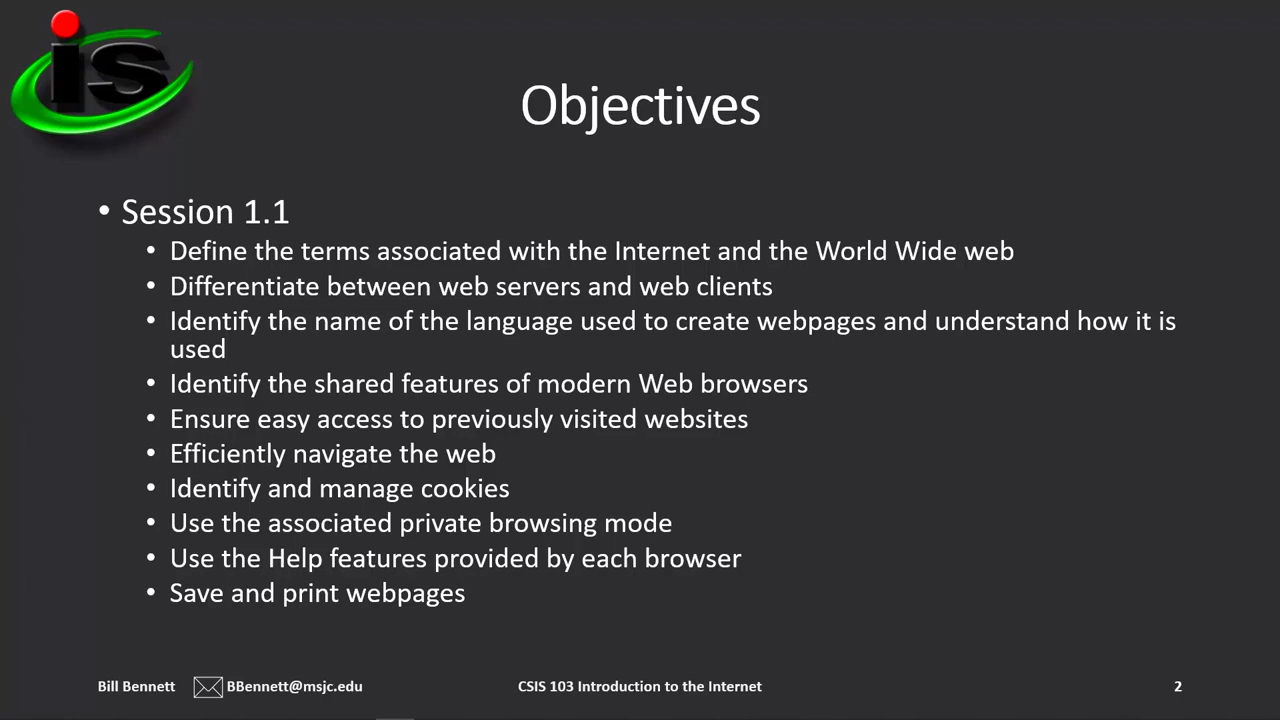 is
Objectives
• Session 1.1
• Define the terms associated with the Internet and the World Wide web
• Differentiate between web servers and web clients
• Identify the name of the language used to create webpages and understand how it is
used
• Identify the shared features of modern Web browsers
• Ensure easy access to previously visited websites
• Efficiently navigate the web
• Identify and manage cookies
• Use the associated private browsing mode
• Use the Help features provided by each browser
• Save and print webpages
Bill Bennett BBennett@msjc.edu CSIS 103 Introduction to the Internet 2